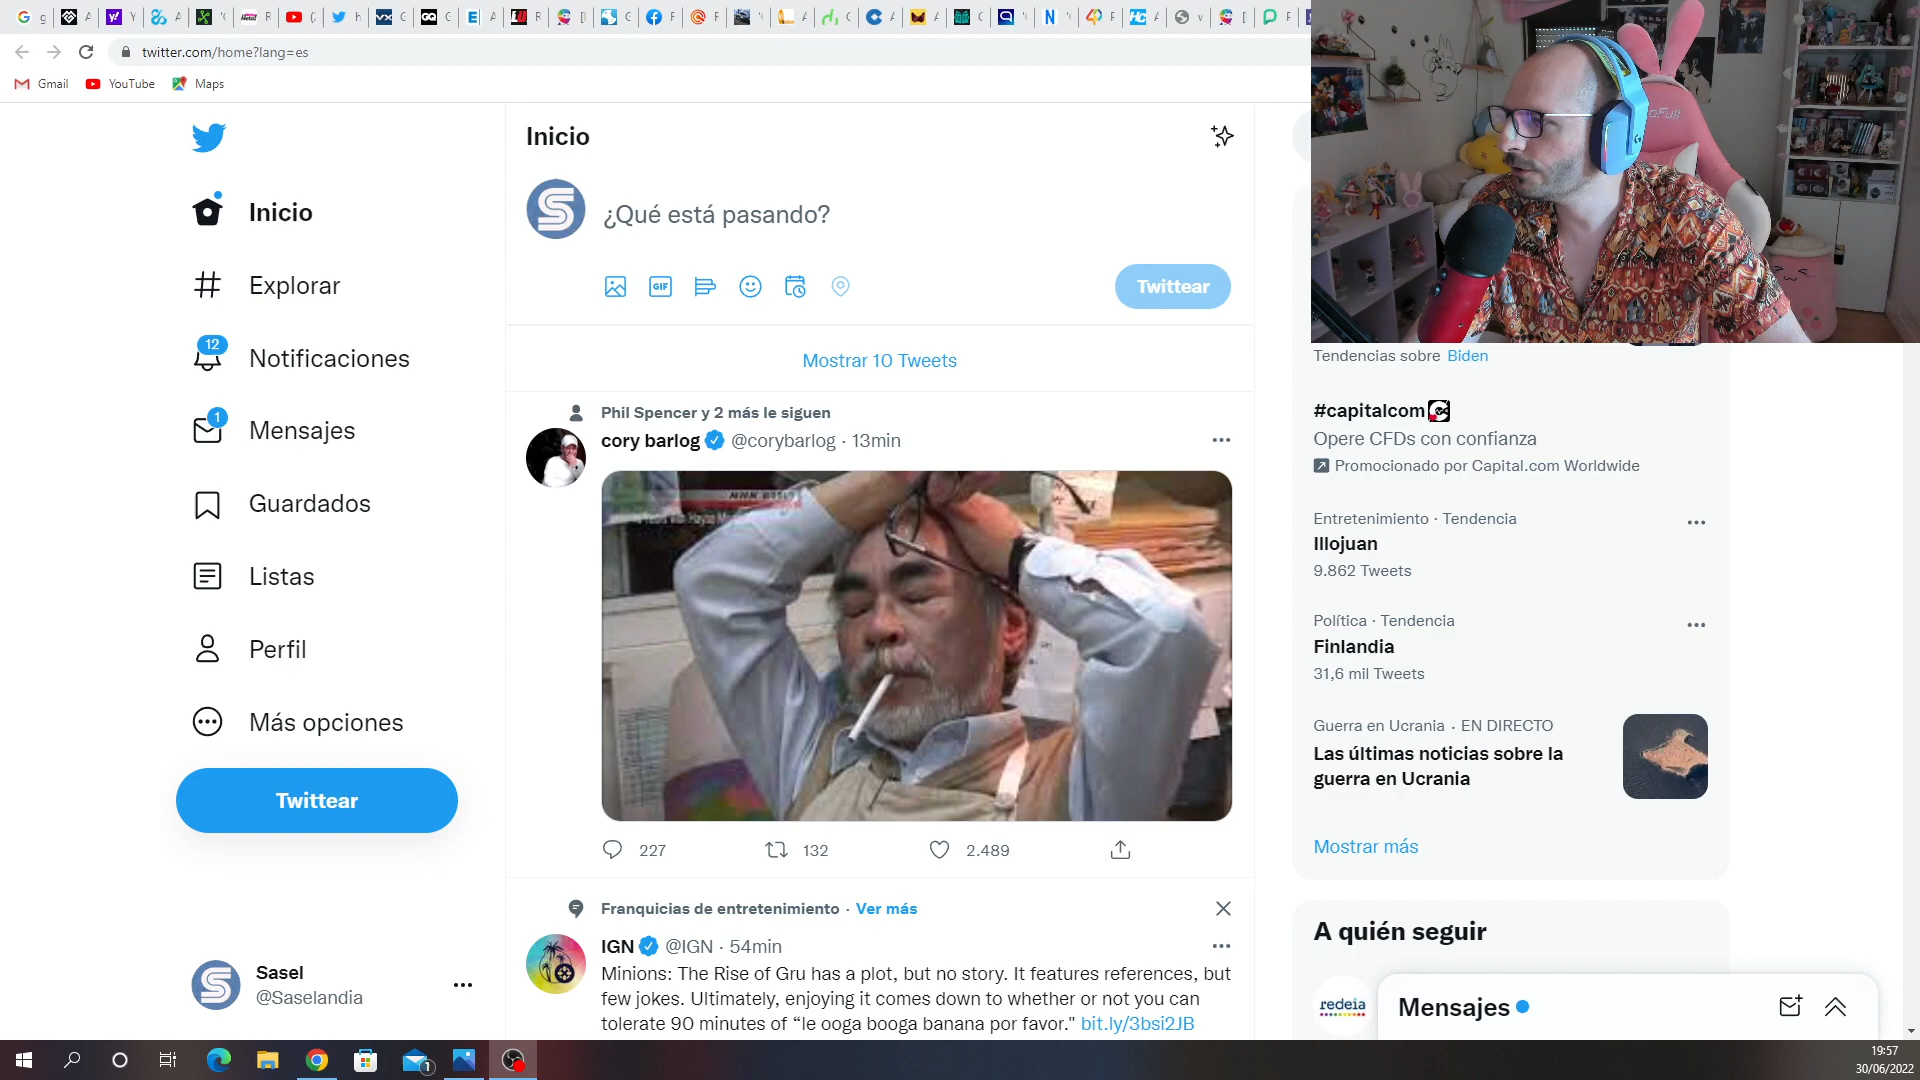 twitter.com/home?lang=es
Gmail
YouTube
Maps
Inicio
Explorar
12
Notificaciones
1
Mensajes
Guardados
Listas
Perfil
Más opciones
Twittear
Sasel
@Saselandia
Inicio
¿Qué está pasando?
GIF
Twittear
Mostrar 10 Tweets
Phil Spencer y 2 más le siguen
cory barlog @corybarlog · 13min
227
132
2.489
Franquicias de entretenimiento · Ver más
IGN @IGN · 54min
Minions: The Rise of Gru has a plot, but no story. It features references, but
few jokes. Ultimately, enjoying it comes down to whether or not you can
tolerate 90 minutes of “le ooga booga banana por favor." bit.ly/3bsi2JB
Tendencias sobre Biden
#capitalcom
Opere CFDs con confianza
Promocionado por Capital.com Worldwide
Entretenimiento · Tendencia
Illojuan
9.862 Tweets
Política · Tendencia
Finlandia
31,6 mil Tweets
Guerra en Ucrania · EN DIRECTO
Las últimas noticias sobre la
guerra en Ucrania
Mostrar más
A quién seguir
redeia
Mensajes
1
19:57
30/06/2022